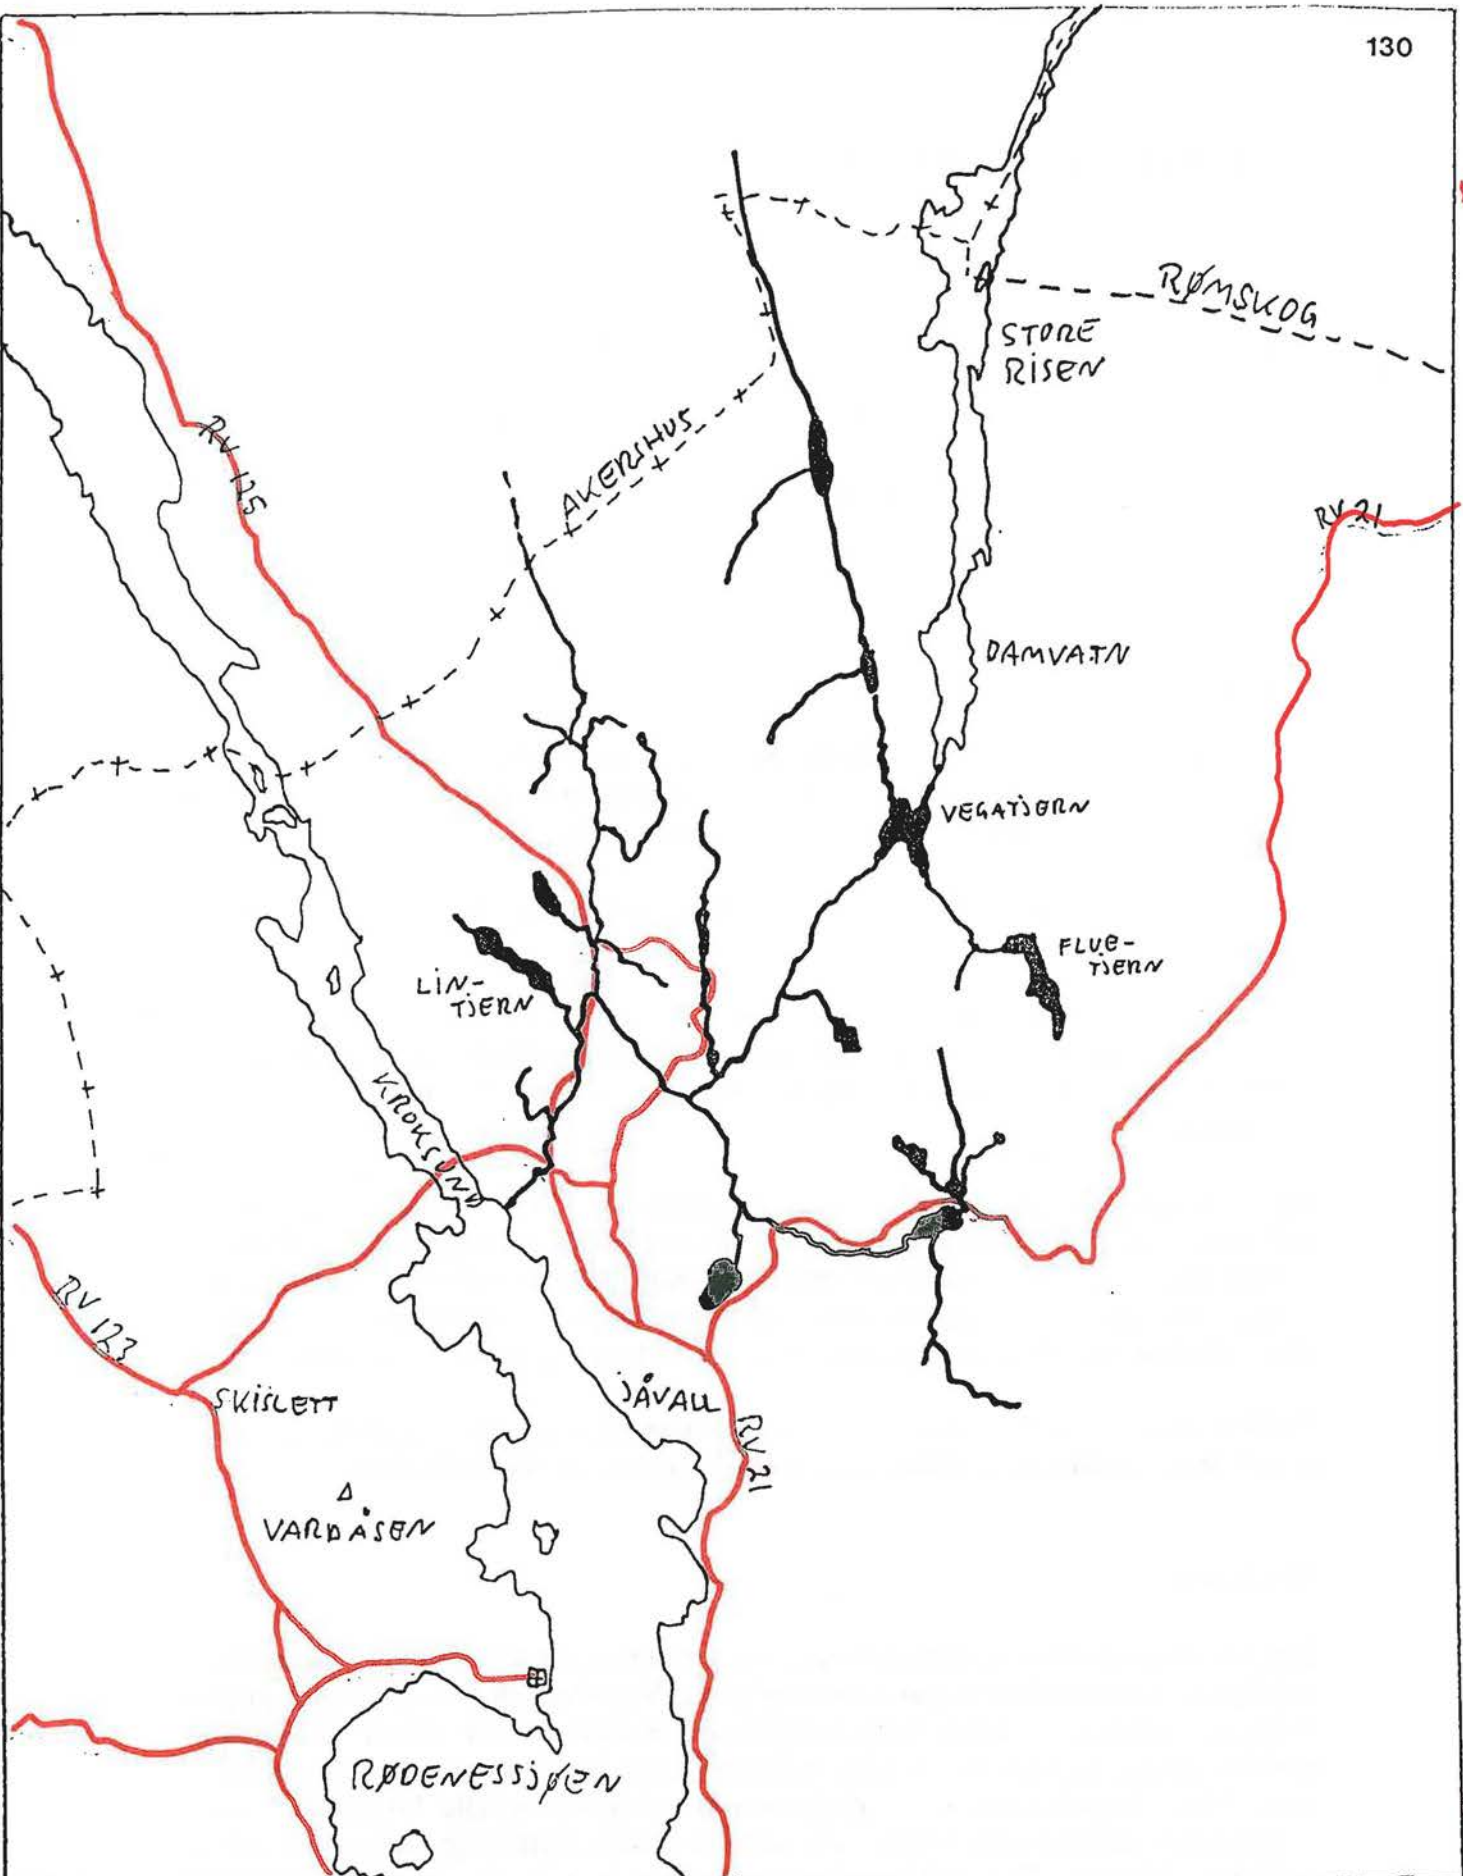 130
RØMSKOG
STORE
RISEN
AKERSHUS
RV 125
RV 21
DAMVATN
VEGATJERN
FLUE-
TJERN
LIN-
TJERN
KROKSUND
RV 123
SKISLETT
JÅVALL
RV 21
VARDÅSEN
RØDENESSJØEN